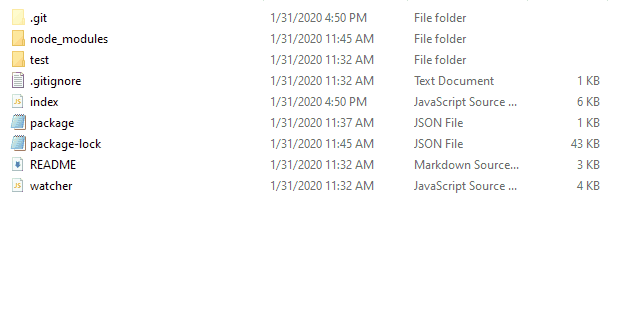 .git 1/31/2020 4:50 PM File folder
node_modules 1/31/2020 11:45 AM File folder
test 1/31/2020 11:32 AM File folder
.gitignore 1/31/2020 11:32 AM Text Document 1 KB
JS index 1/31/2020 4:50 PM JavaScript Source ... 6 KB
package 1/31/2020 11:37 AM JSON File 1 KB
package-lock 1/31/2020 11:45 AM JSON File 43 KB
README 1/31/2020 11:32 AM Markdown Source... 3 KB
JS watcher 1/31/2020 11:32 AM JavaScript Source ... 4 KB